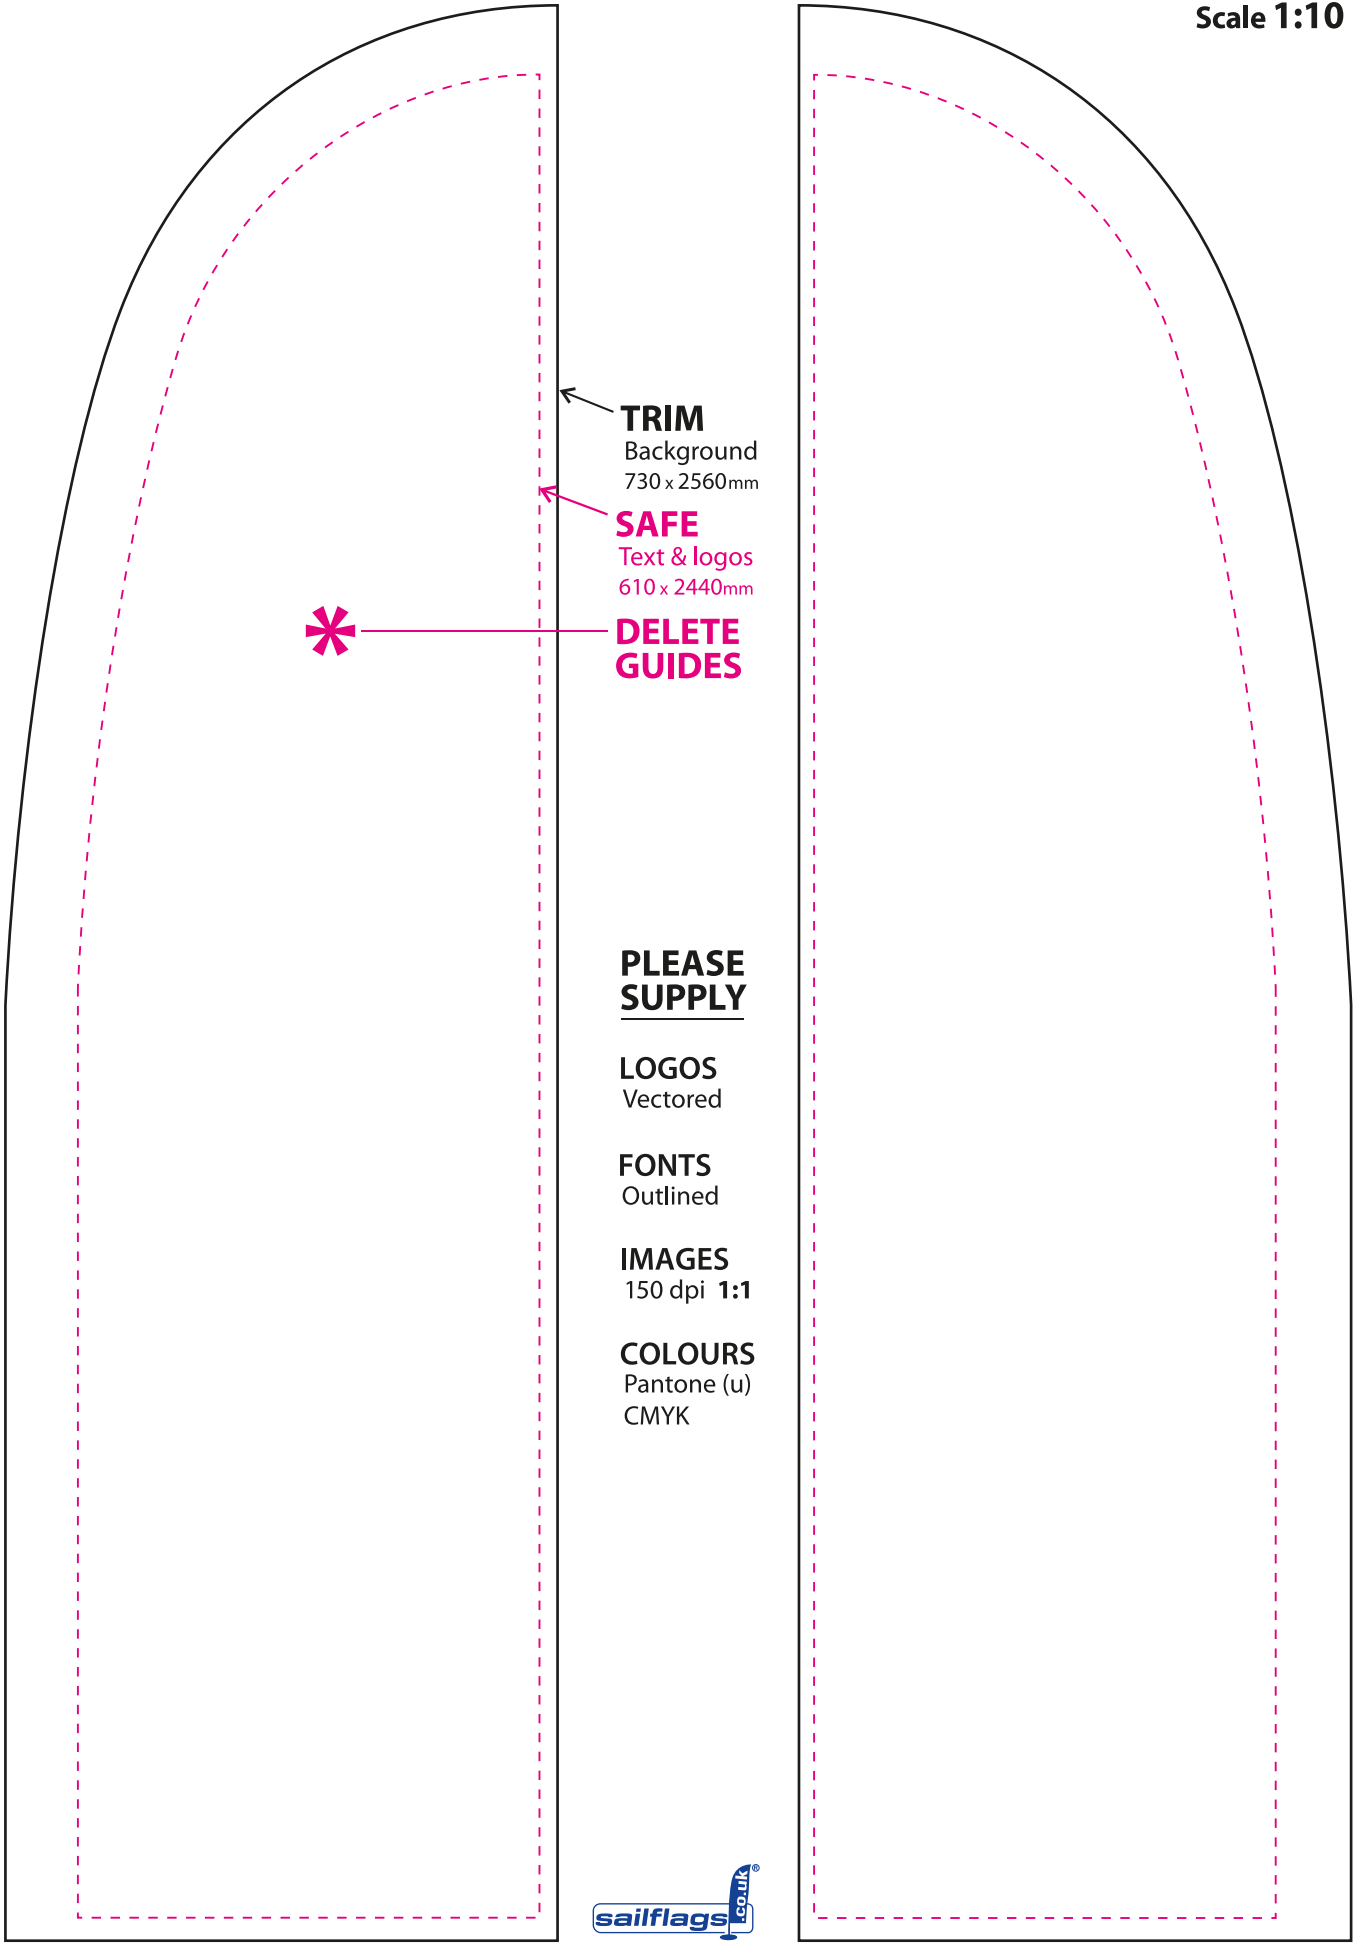 Scale 1:10
TRIM
Background
730 x 2560mm
SAFE
Text & logos
610 x 2440mm
*
DELETE
GUIDES
PLEASE
SUPPLY
LOGOS
Vectored
FONTS
Outlined
IMAGES
150 dpi 1:1
COLOURS
Pantone (u)
CMYK
sailflags.co.uk®